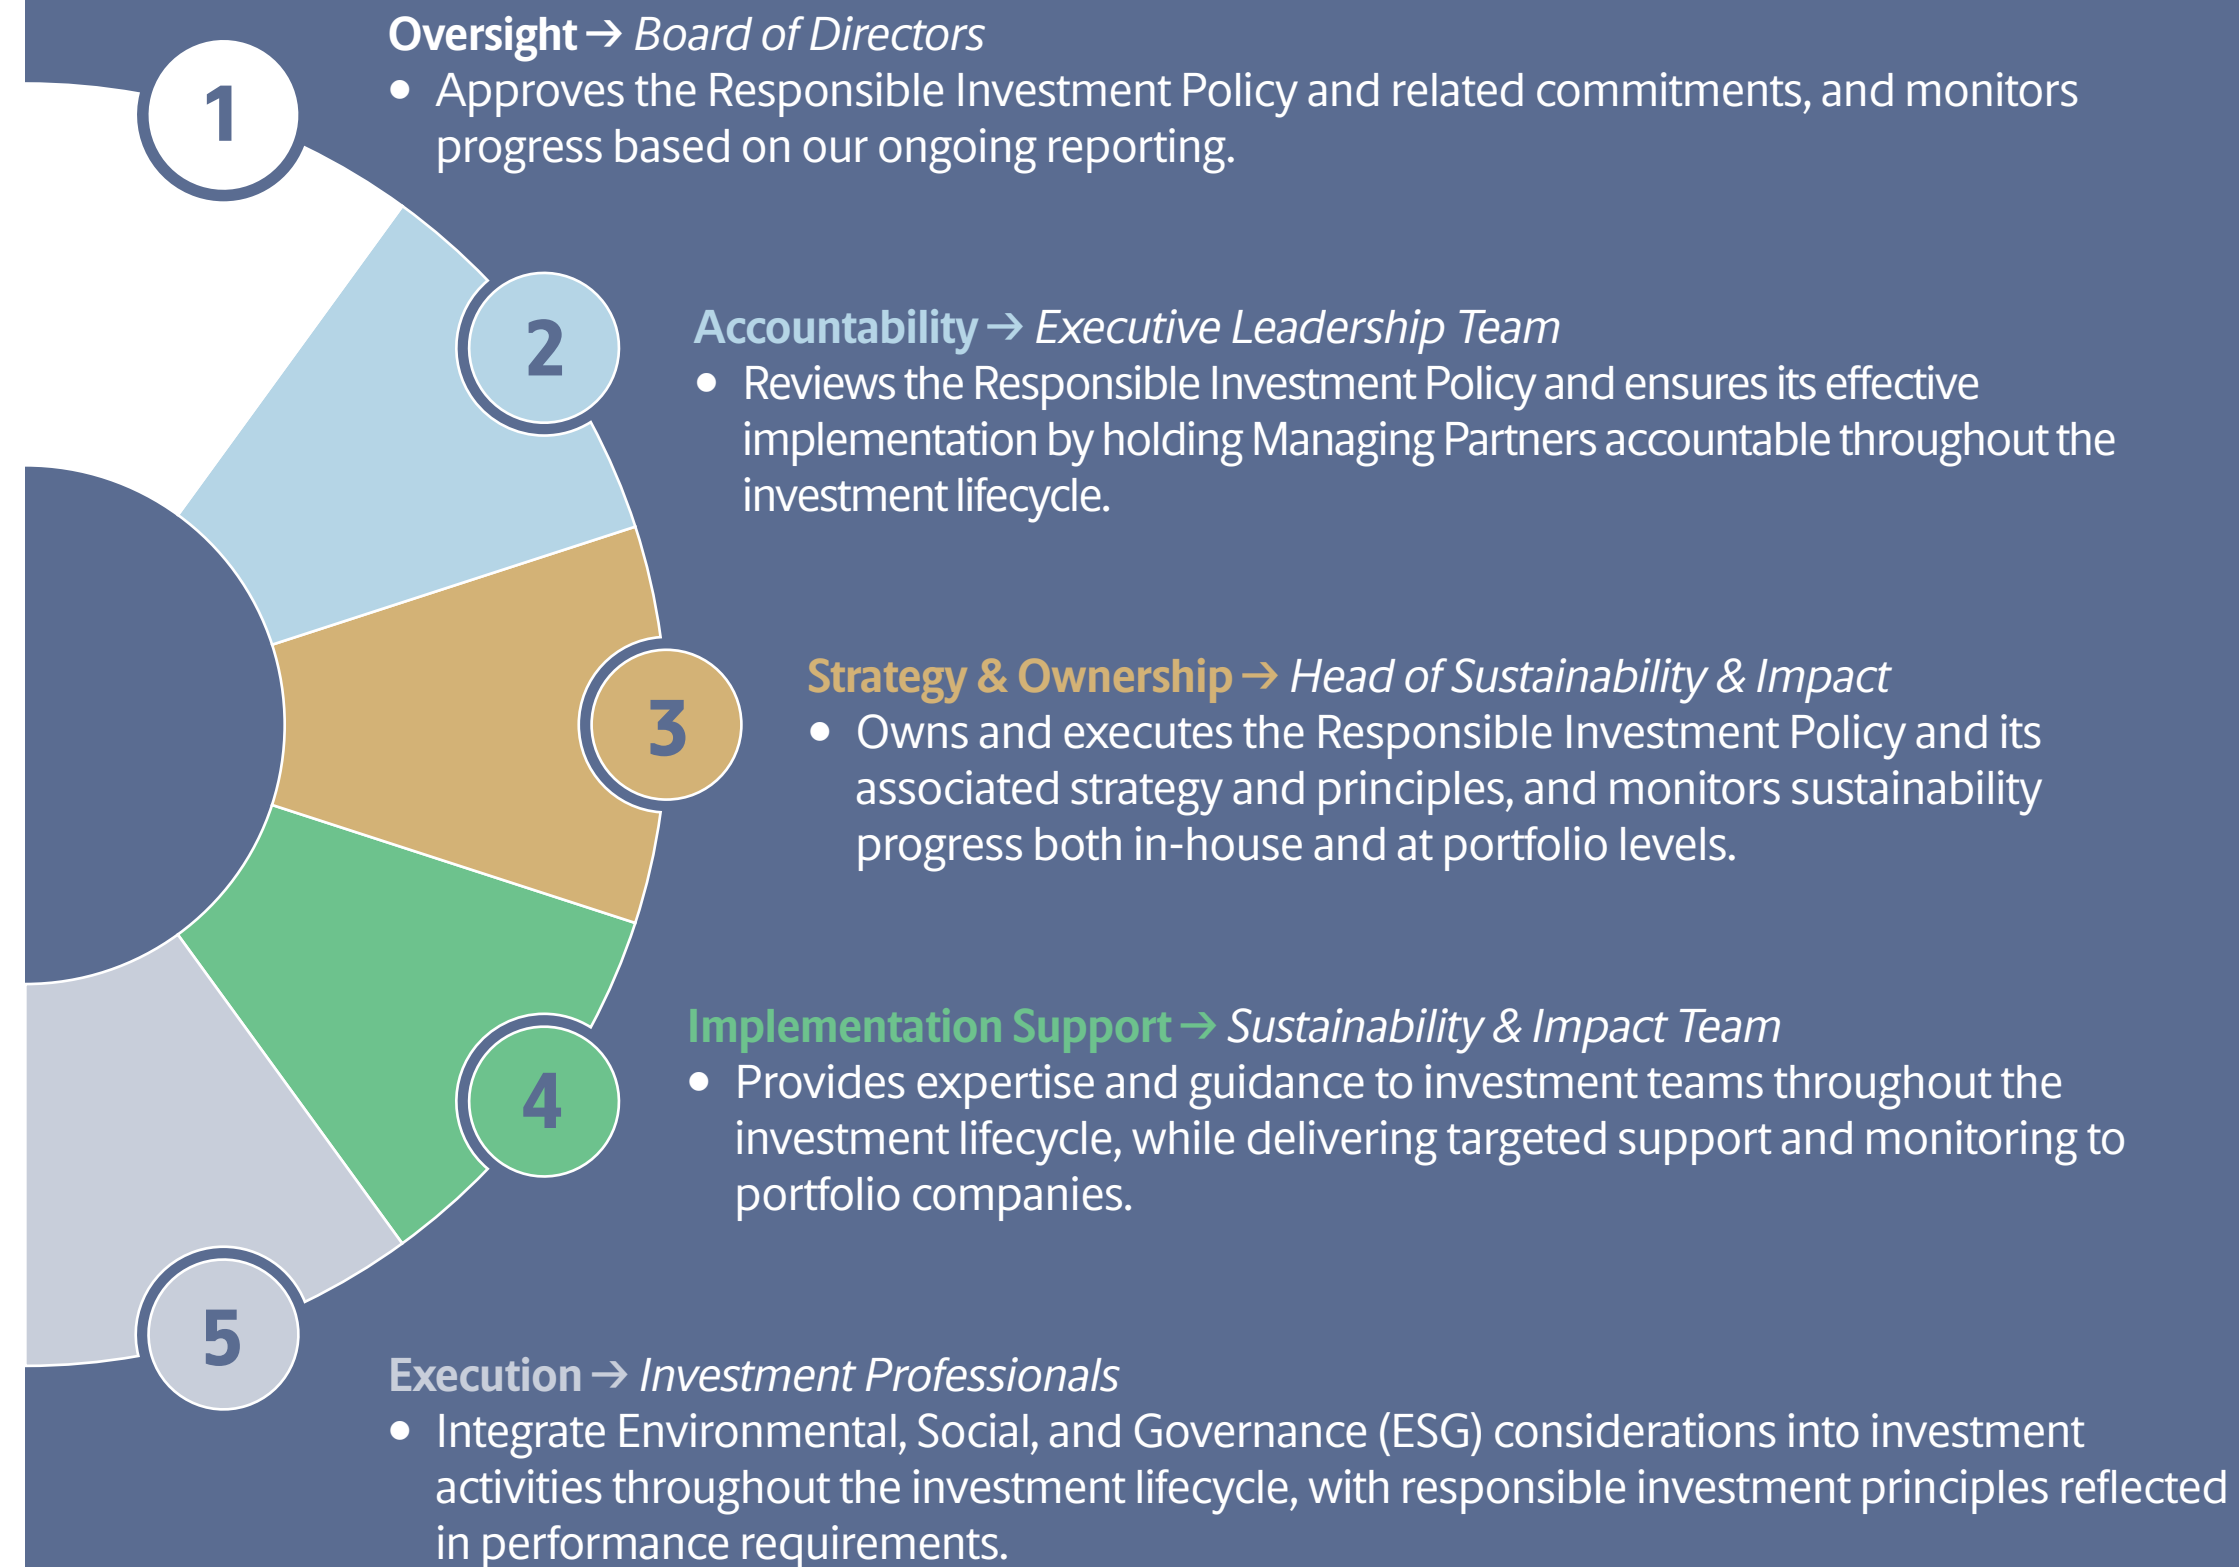 1
Oversight → Board of Directors
• Approves the Responsible Investment Policy and related commitments, and monitors
progress based on our ongoing reporting.
2
Accountability → Executive Leadership Team
• Reviews the Responsible Investment Policy and ensures its effective
implementation by holding Managing Partners accountable throughout the
investment lifecycle.
3
Strategy & Ownership → Head of Sustainability & Impact
• Owns and executes the Responsible Investment Policy and its
associated strategy and principles, and monitors sustainability
progress both in-house and at portfolio levels.
4
Implementation Support → Sustainability & Impact Team
• Provides expertise and guidance to investment teams throughout the
investment lifecycle, while delivering targeted support and monitoring to
portfolio companies.
5
Execution → Investment Professionals
• Integrate Environmental, Social, and Governance (ESG) considerations into investment
activities throughout the investment lifecycle, with responsible investment principles reflected
in performance requirements.